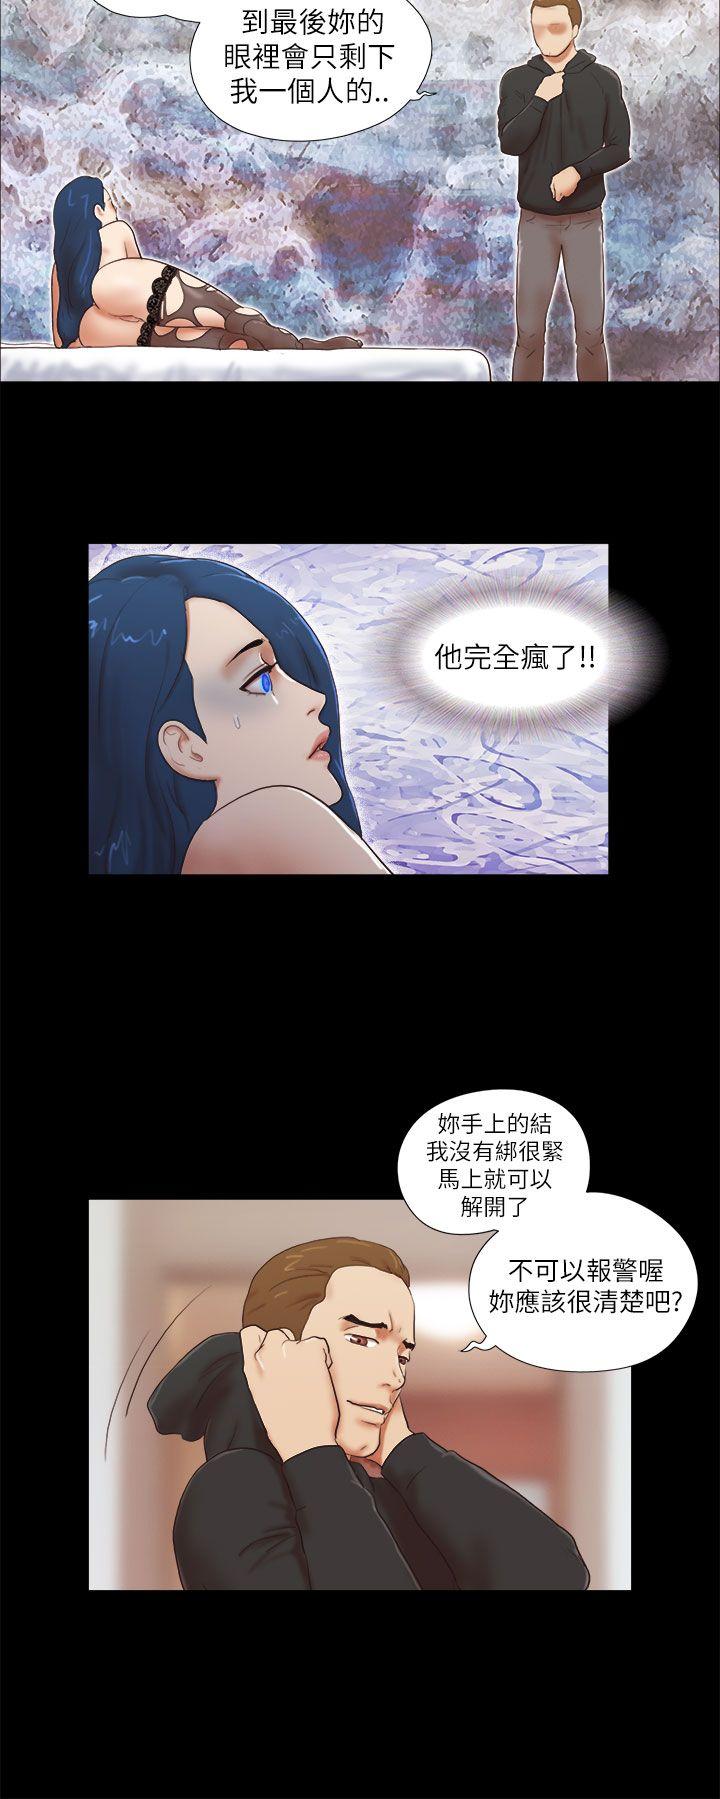 到最後妳的
眼裡會只剩下
我一個人的..
他完全瘋了!!
妳手上的結
我沒有綁很緊
馬上就可以
解開了
不可以報警喔
妳應該很清楚吧?